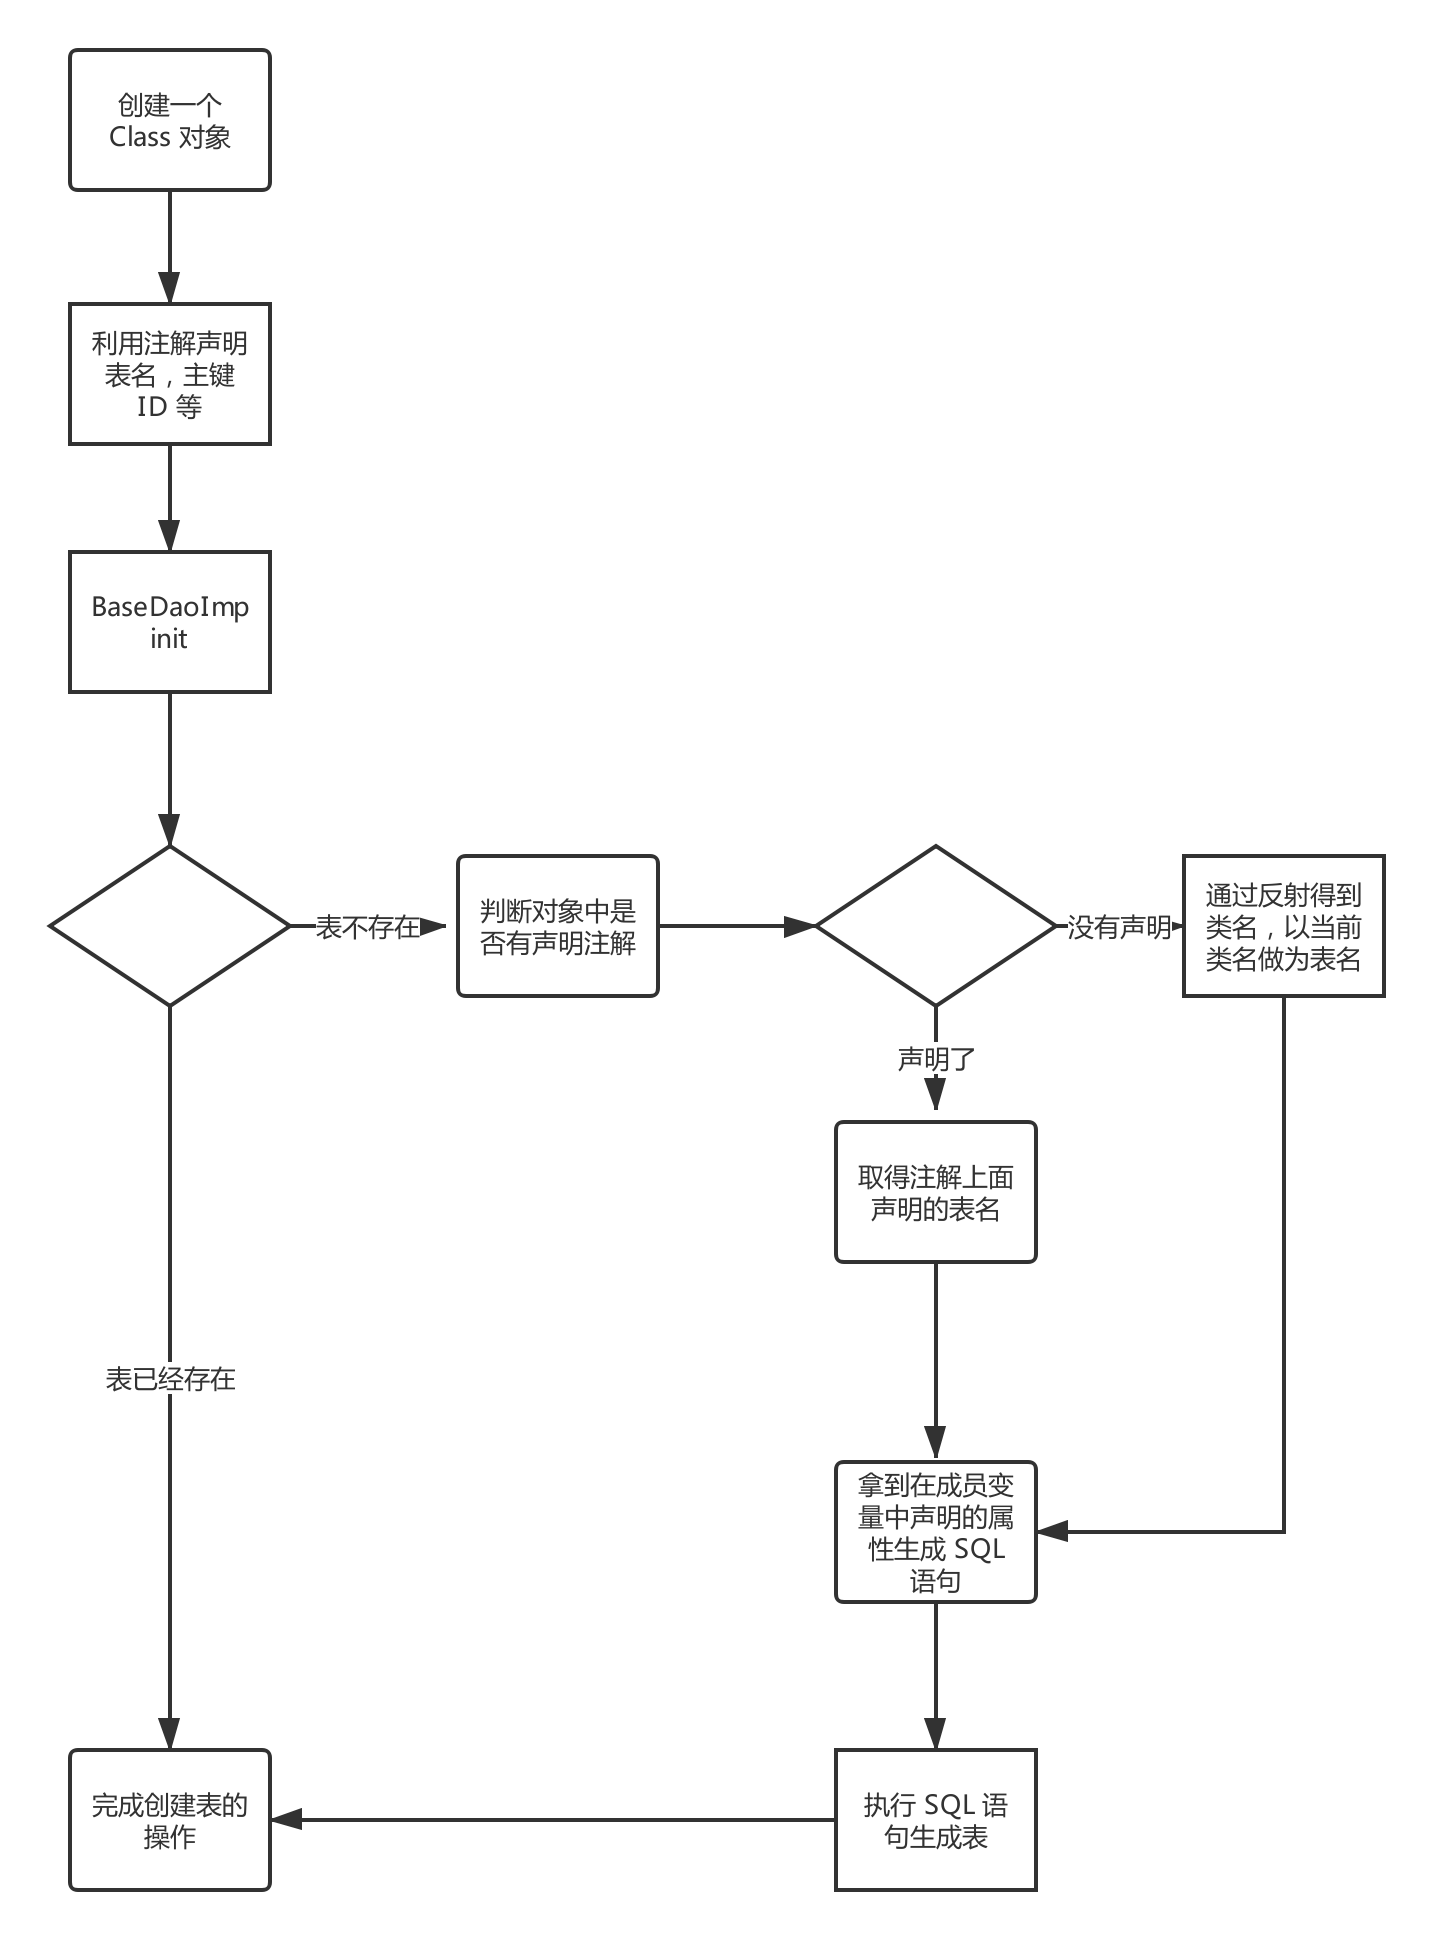 创建一个
Class 对象
利用注解声明
表名，主键
ID 等
BaseDaoImp
init
表不存在
判断对象中是
否有声明注解
没有声明
通过反射得到
类名，以当前
类名做为表名
声明了
取得注解上面
声明的表名
表已经存在
拿到在成员变
量中声明的属
性生成 SQL
语句
完成创建表的
操作
执行 SQL 语
句生成表